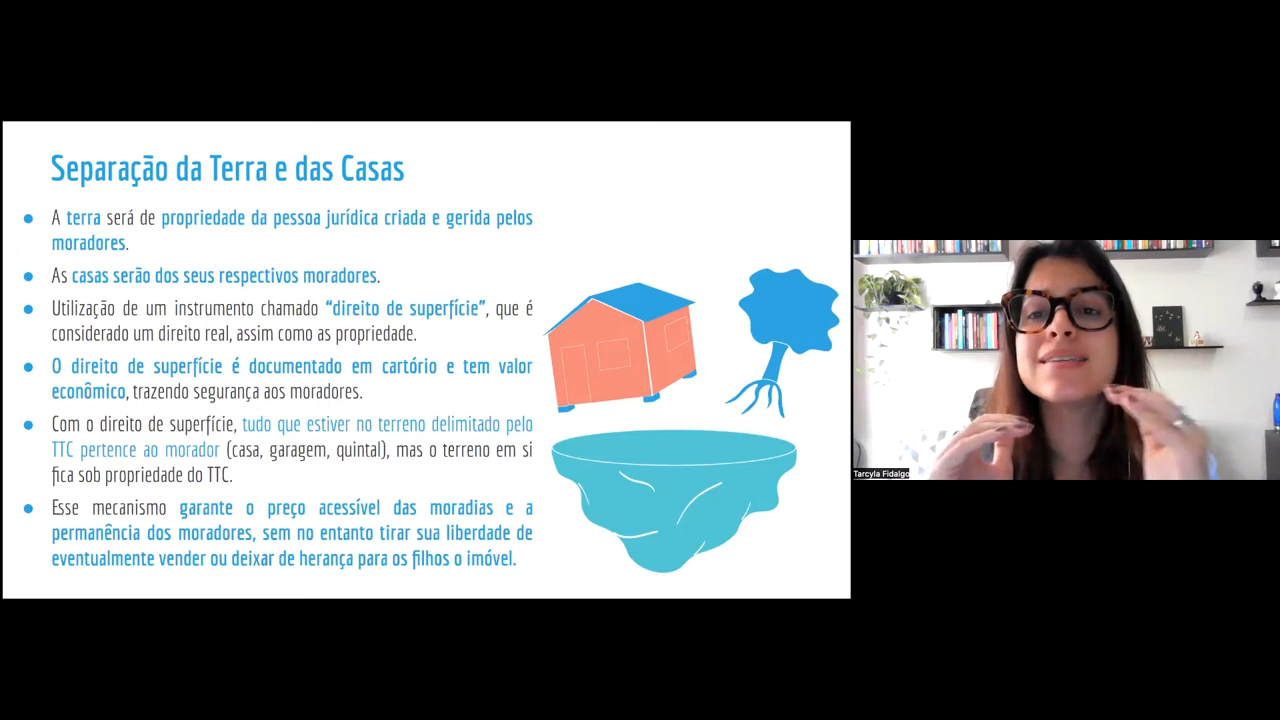 Separação da Terra e das Casas
● A terra será de propriedade da pessoa jurídica criada e gerida pelos
moradores.
● As casas serão dos seus respectivos moradores.
● Utilização de um instrumento chamado “direito de superfície”, que é
considerado um direito real, assim como as propriedade.
● O direito de superfície é documentado em cartório e tem valor
econômico, trazendo segurança aos moradores.
● Com o direito de superfície, tudo que estiver no terreno delimitado pelo
TTC pertence ao morador (casa, garagem, quintal), mas o terreno em si
fica sob propriedade do TTC.
● Esse mecanismo garante o preço acessível das moradias e a
permanência dos moradores, sem no entanto tirar sua liberdade de
eventualmente vender ou deixar de herança para os filhos o imóvel.
Tarcyla Fidalgo